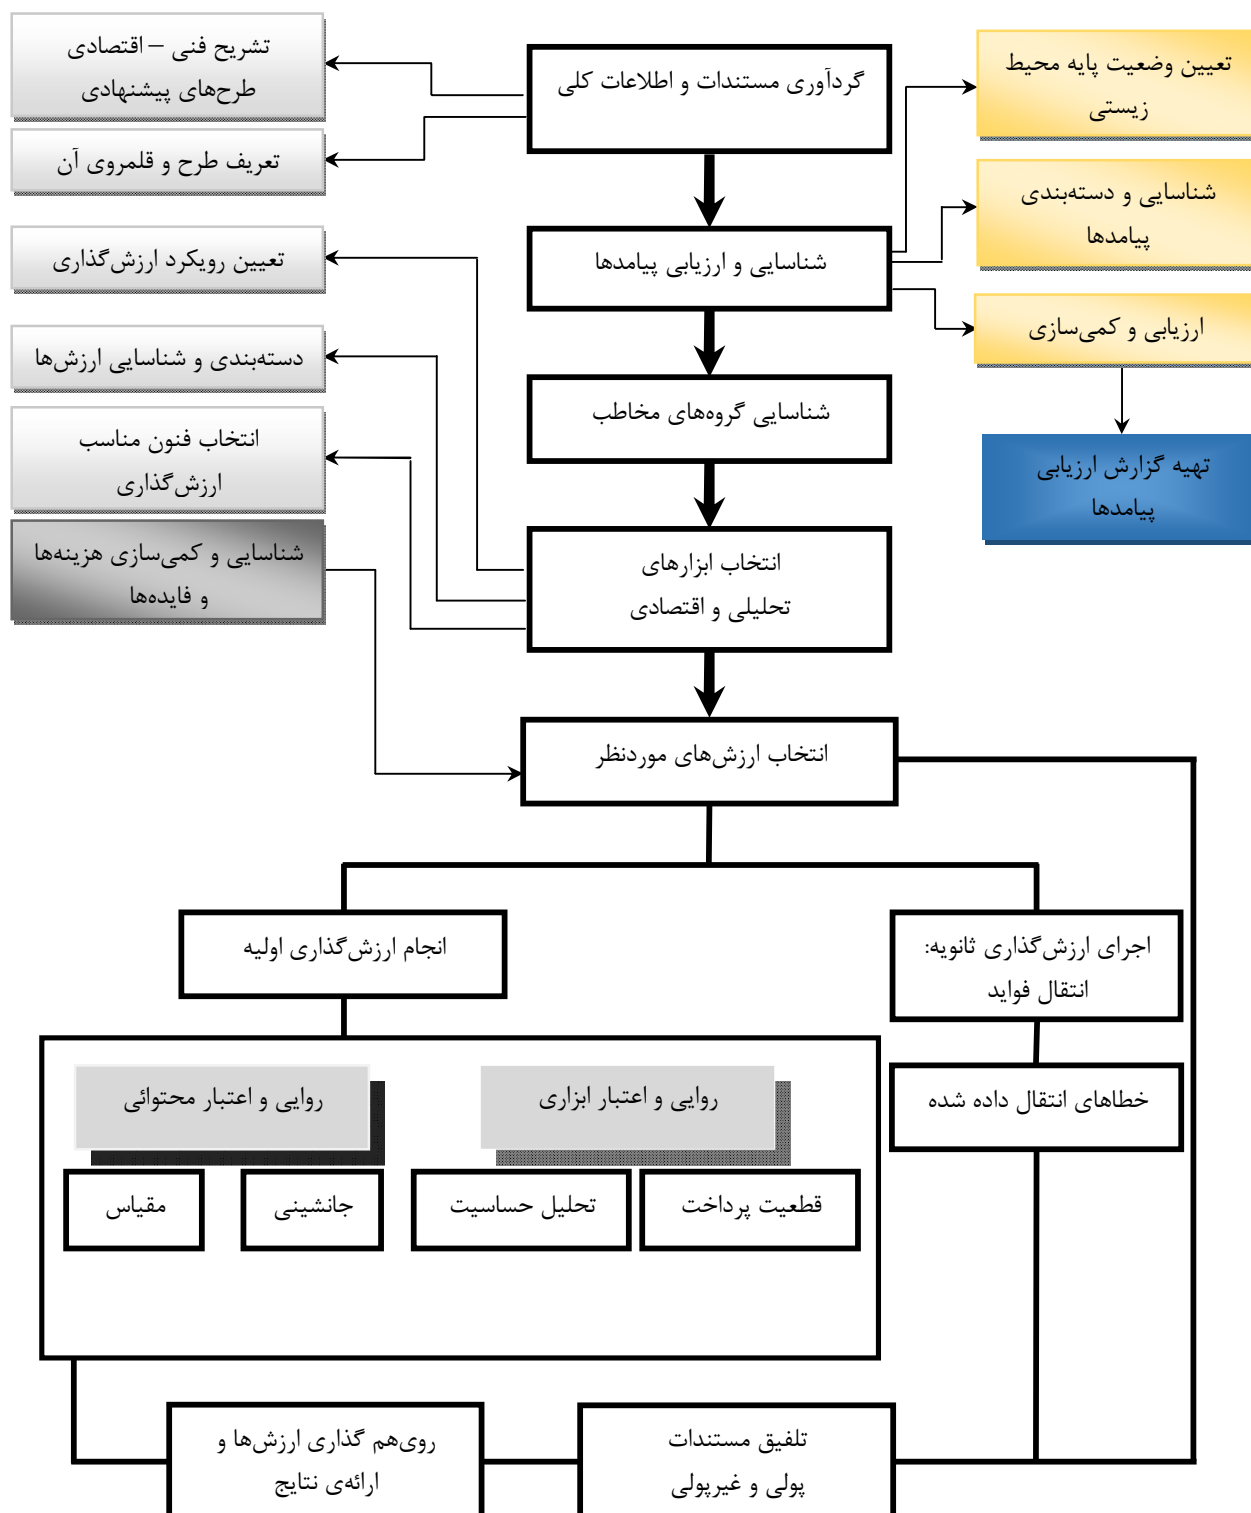 گردآوری مستندات و اطلاعات کلی
تشریح فنی – اقتصادی
طرح‌های پیشنهادی
تعریف طرح و قلمروی آن
شناسایی و ارزیابی پیامدها
تعیین وضعیت پایه محیط
زیستی
شناسایی و دسته‌بندی
پیامدها
ارزیابی و کمی‌سازی
تهیه گزارش ارزیابی
پیامدها
شناسایی گروه‌های مخاطب
انتخاب ابزارهای
تحلیلی و اقتصادی
تعیین رویکرد ارزش‌گذاری
دسته‌بندی و شناسایی ارزش‌ها
انتخاب فنون مناسب
ارزش‌گذاری
شناسایی و کمی‌سازی هزینه‌ها
و فایده‌ها
انتخاب ارزش‌های موردنظر
اجرای ارزش‌گذاری ثانویه:
انتقال فواید
خطاهای انتقال داده شده
انجام ارزش‌گذاری اولیه
روایی و اعتبار ابزاری
روایی و اعتبار محتوائی
قطعیت پرداخت
تحلیل حساسیت
جانشینی
مقیاس
تلفیق مستندات
پولی و غیرپولی
روی‌هم گذاری ارزش‌ها و
ارائه‌ی نتایج